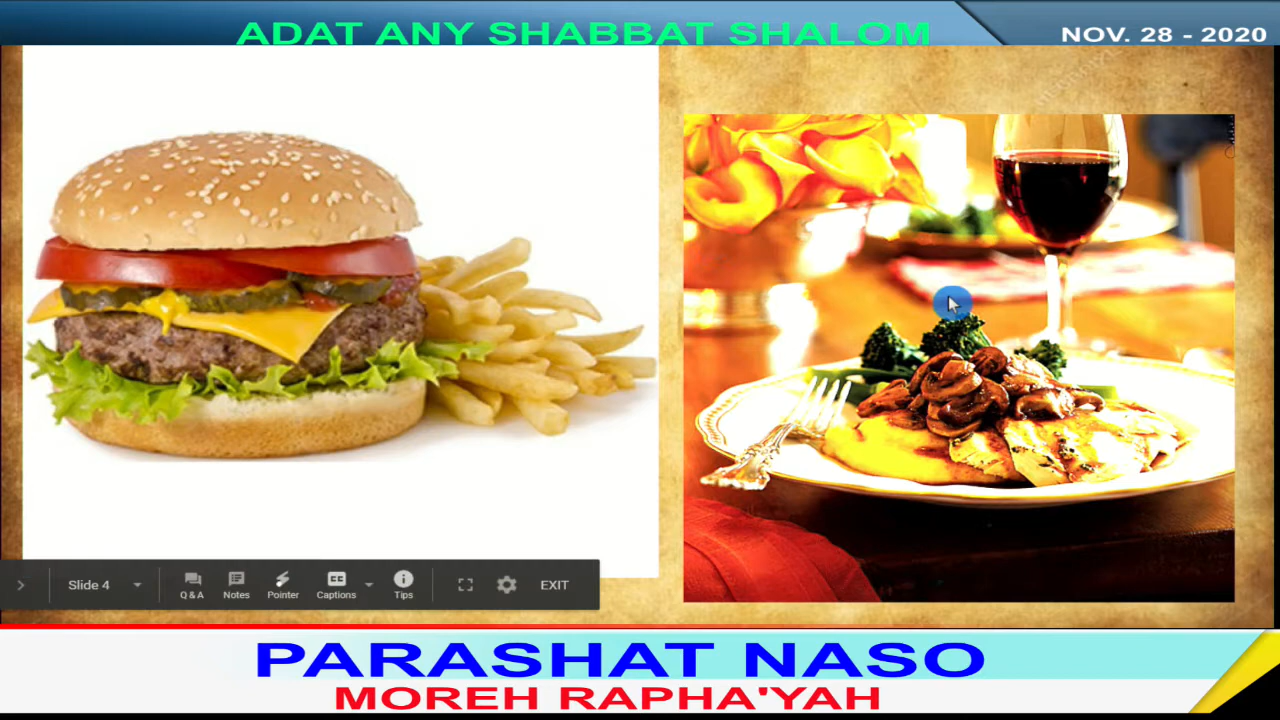 ADAT ANY SHABBAT SHALOM
NOV. 28 - 2020
Slide 4
Q & A
Notes
Pointer
CC
Captions
Tips
EXIT
PARASHAT NASO
MOREH RAPHA'YAH